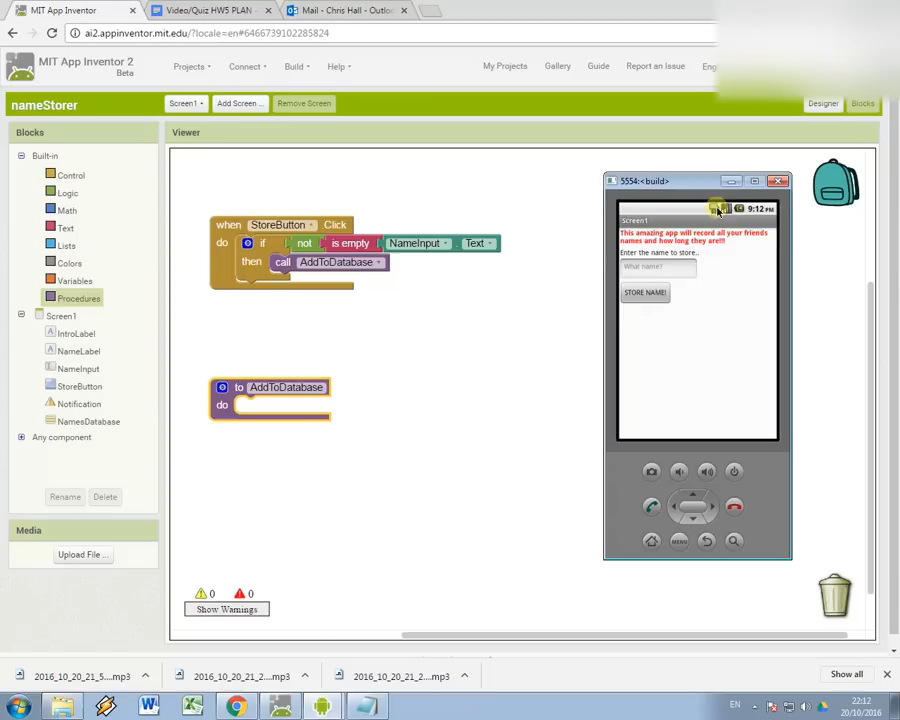 MIT App Inventor 2
Video/Quiz HW5 PLAN -
Mail - Chris Hall - Outloo
ai2.appinventor.mit.edu/?locale=en#6466739102285824
MIT App Inventor 2
Beta
Projects
Connect
Build
Help
My Projects
Gallery
Guide
Report an Issue
Eng
nameStorer
Screen1
Add Screen ...
Remove Screen
Designer
Blocks
Blocks
Viewer
Built-in
Control
Logic
Math
Text
Lists
Colors
Variables
Procedures
Screen1
IntroLabel
NameLabel
NameInput
StoreButton
Notification
NamesDatabase
Any component
Rename
Delete
Media
Upload File ...
when StoreButton .Click
do if not is empty NameInput . Text
then call AddToDatabase
to AddToDatabase
do
0 0
Show Warnings
5554:<build>
9:12 PM
Screen1
This amazing app will record all your friends
names and how long they are!!!
Enter the name to store..
What name?
STORE NAME!
MENU
2016_10_20_21_5....mp3
2016_10_20_21_2....mp3
2016_10_20_21_2....mp3
Show all
EN
22:12
20/10/2016